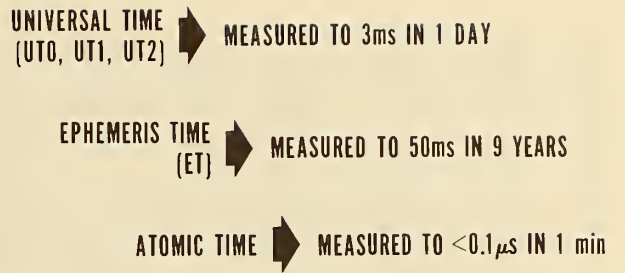 UNIVERSAL TIME
(UT0, UT1, UT2)
MEASURED TO 3ms IN 1 DAY
EPHEMERIS TIME
(ET)
MEASURED TO 50ms IN 9 YEARS
ATOMIC TIME
MEASURED TO <0.1μs IN 1 min